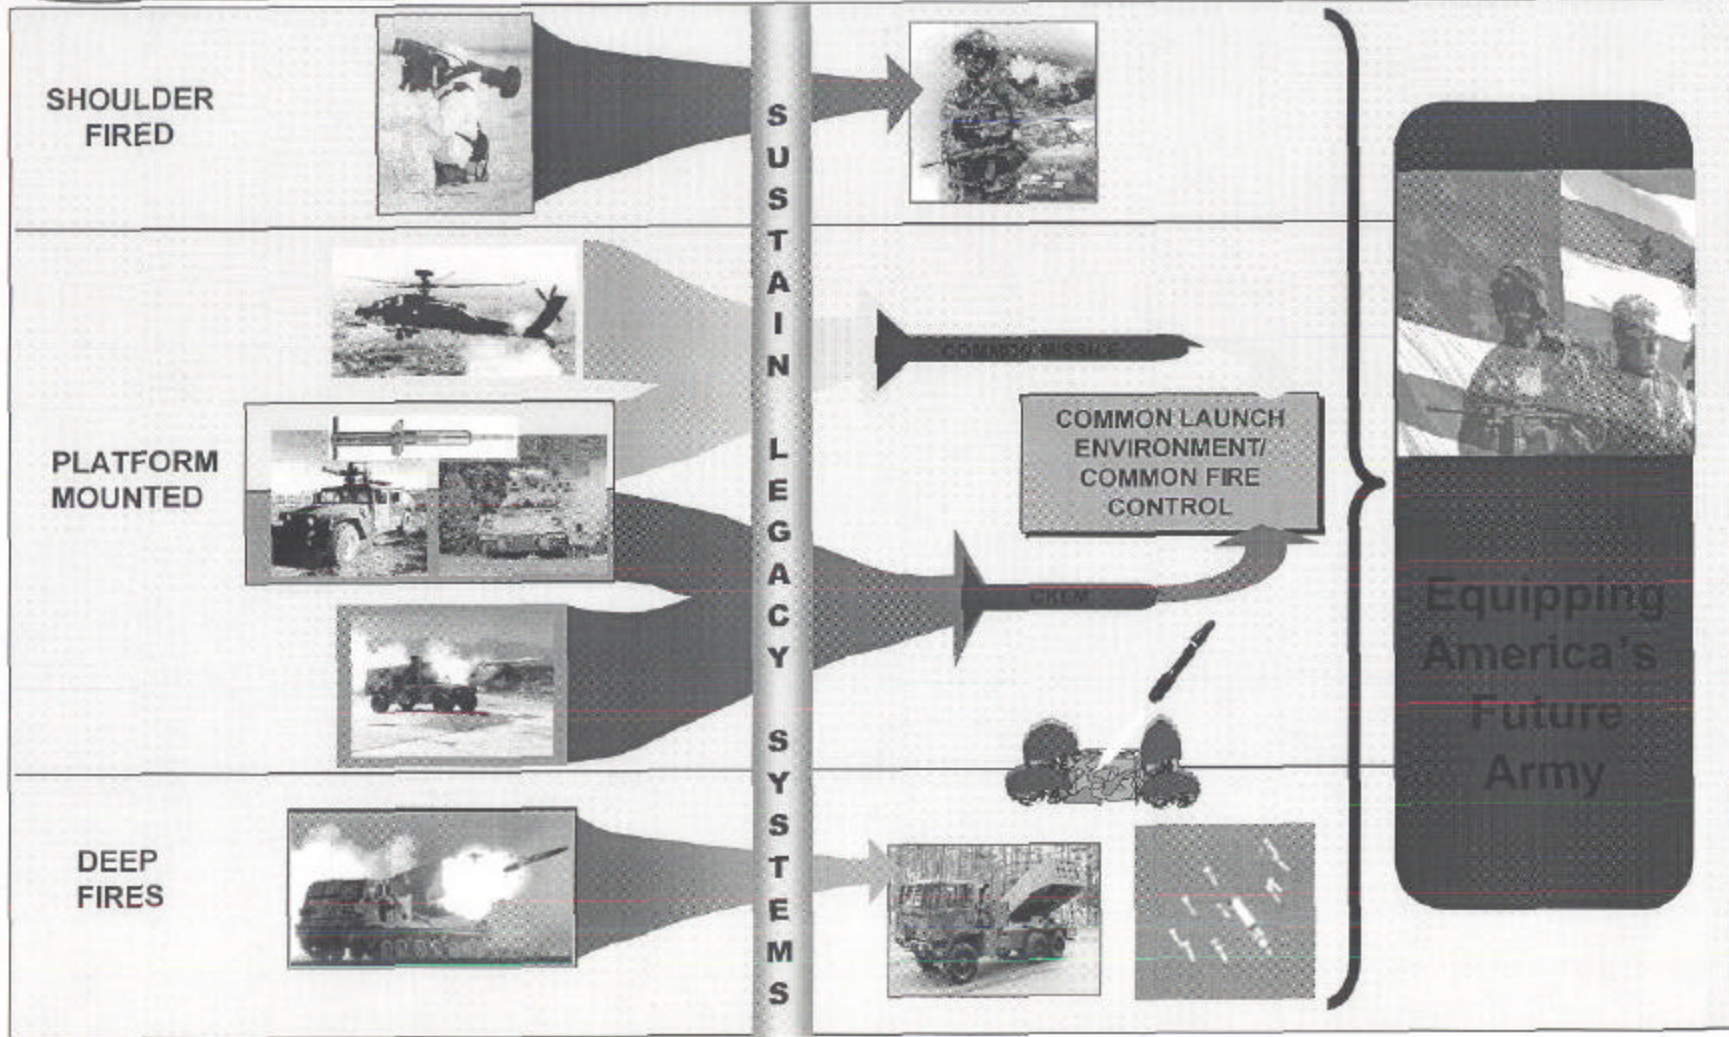 SHOULDER
FIRED
PLATFORM
MOUNTED
DEEP
FIRES
SUSTAIN LEGACY SYSTEMS
COMMON MISSILE
COMMON LAUNCH
ENVIRONMENT/
COMMON FIRE
CONTROL
CKEM
Equipping
America's
Future
Army